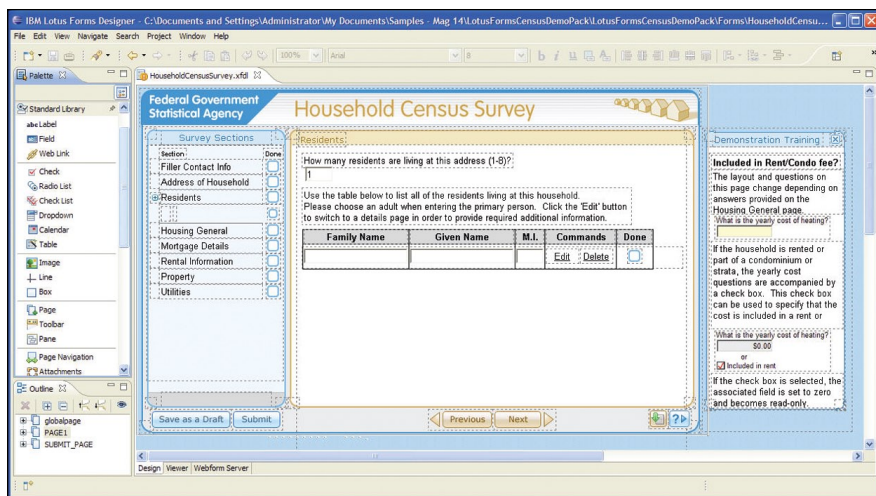 IBM Lotus Forms Designer - C:\Documents and Settings\Administrator\My Documents\Samples - Mag 14\LotusFormsCensusDemoPack\LotusFormsCensusDemoPack\Forms\HouseholdCensu...
File Edit View Navigate Search Project Window Help
100% Arial 8 b i u
Palette
HouseholdCensusSurvey.xfdl
Standard Library
abc Label
Field
Web Link
Check
Radio List
Check List
Dropdown
Calendar
Table
Image
Line
Box
Page
Toolbar
Pane
Page Navigation
Attachments
Outline
globalpage
PAGE1
SUBMIT_PAGE
Federal Government
Statistical Agency
Household Census Survey
Survey Sections
Section Done
Filler Contact Info
Address of Household
Residents
Housing General
Mortgage Details
Rental Information
Property
Utilities
Save as a Draft Submit
Residents
How many residents are living at this address (1-8)?
1
Use the table below to list all of the residents living at this household.
Please choose an adult when entering the primary person. Click the 'Edit' button
to switch to a details page in order to provide required additional information.
Family Name Given Name M.I. Commands Done
Edit Delete
Previous Next
?
Demonstration Training
Included in Rent/Condo fee?
The layout and questions on
this page change depending on
answers provided on the
Housing General page.
What is the yearly cost of heating?
If the household is rented or
part of a condominium or
strata, the yearly cost
questions are accompanied by
a check box. This check box
can be used to specify that the
cost is included in a rent or
What is the yearly cost of heating?
$0.00
or
Included in rent
If the check box is selected, the
associated field is set to zero
and becomes read-only.
Design Viewer Webform Server